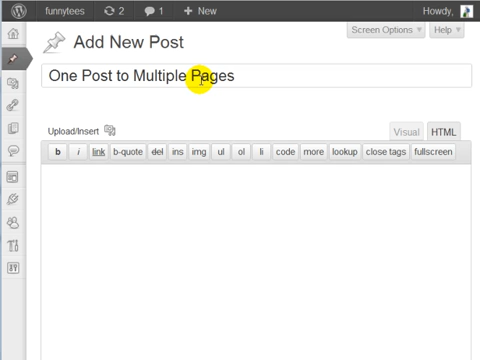 funnytees 2 1 + New Howdy,
Screen Options Help
Add New Post
One Post to Multiple Pages
Upload/Insert Visual HTML
b i link b-quote del ins img ul ol li code more lookup close tags fullscreen